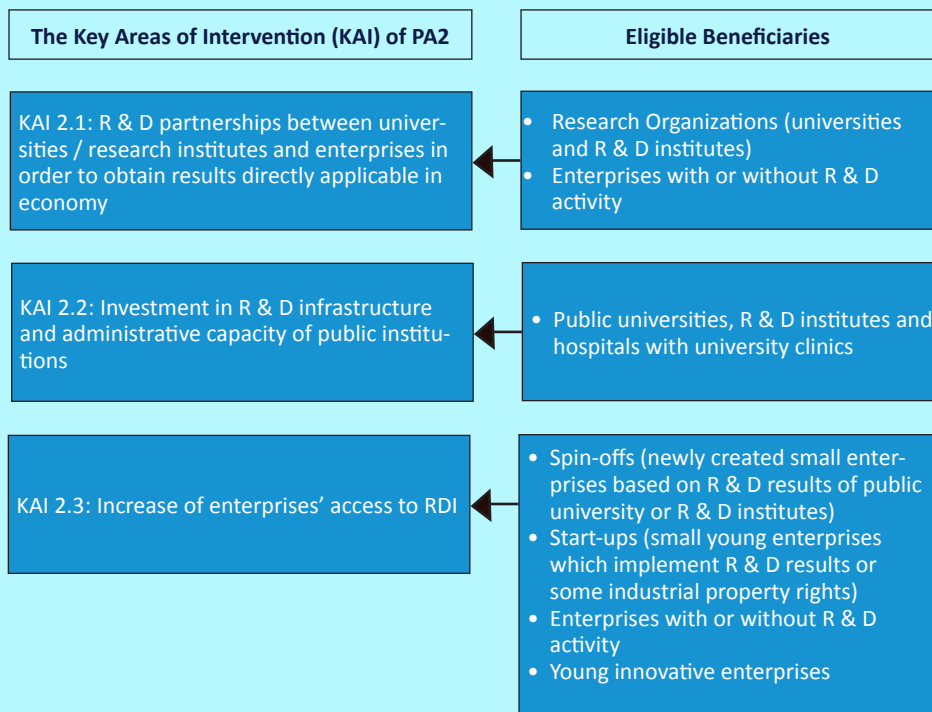 The Key Areas of Intervention (KAI) of PA2
Eligible Beneficiaries
KAI 2.1: R & D partnerships between univer-
sities / research institutes and enterprises in
order to obtain results directly applicable in
economy
• Research Organizations (universities
and R & D institutes)
• Enterprises with or without R & D
activity
KAI 2.2: Investment in R & D infrastructure
and administrative capacity of public institu-
tions
• Public universities, R & D institutes and
hospitals with university clinics
KAI 2.3: Increase of enterprises’ access to RDI
• Spin-offs (newly created small enter-
prises based on R & D results of public
university or R & D institutes)
• Start-ups (small young enterprises
which implement R & D results or
some industrial property rights)
• Enterprises with or without R & D
activity
• Young innovative enterprises